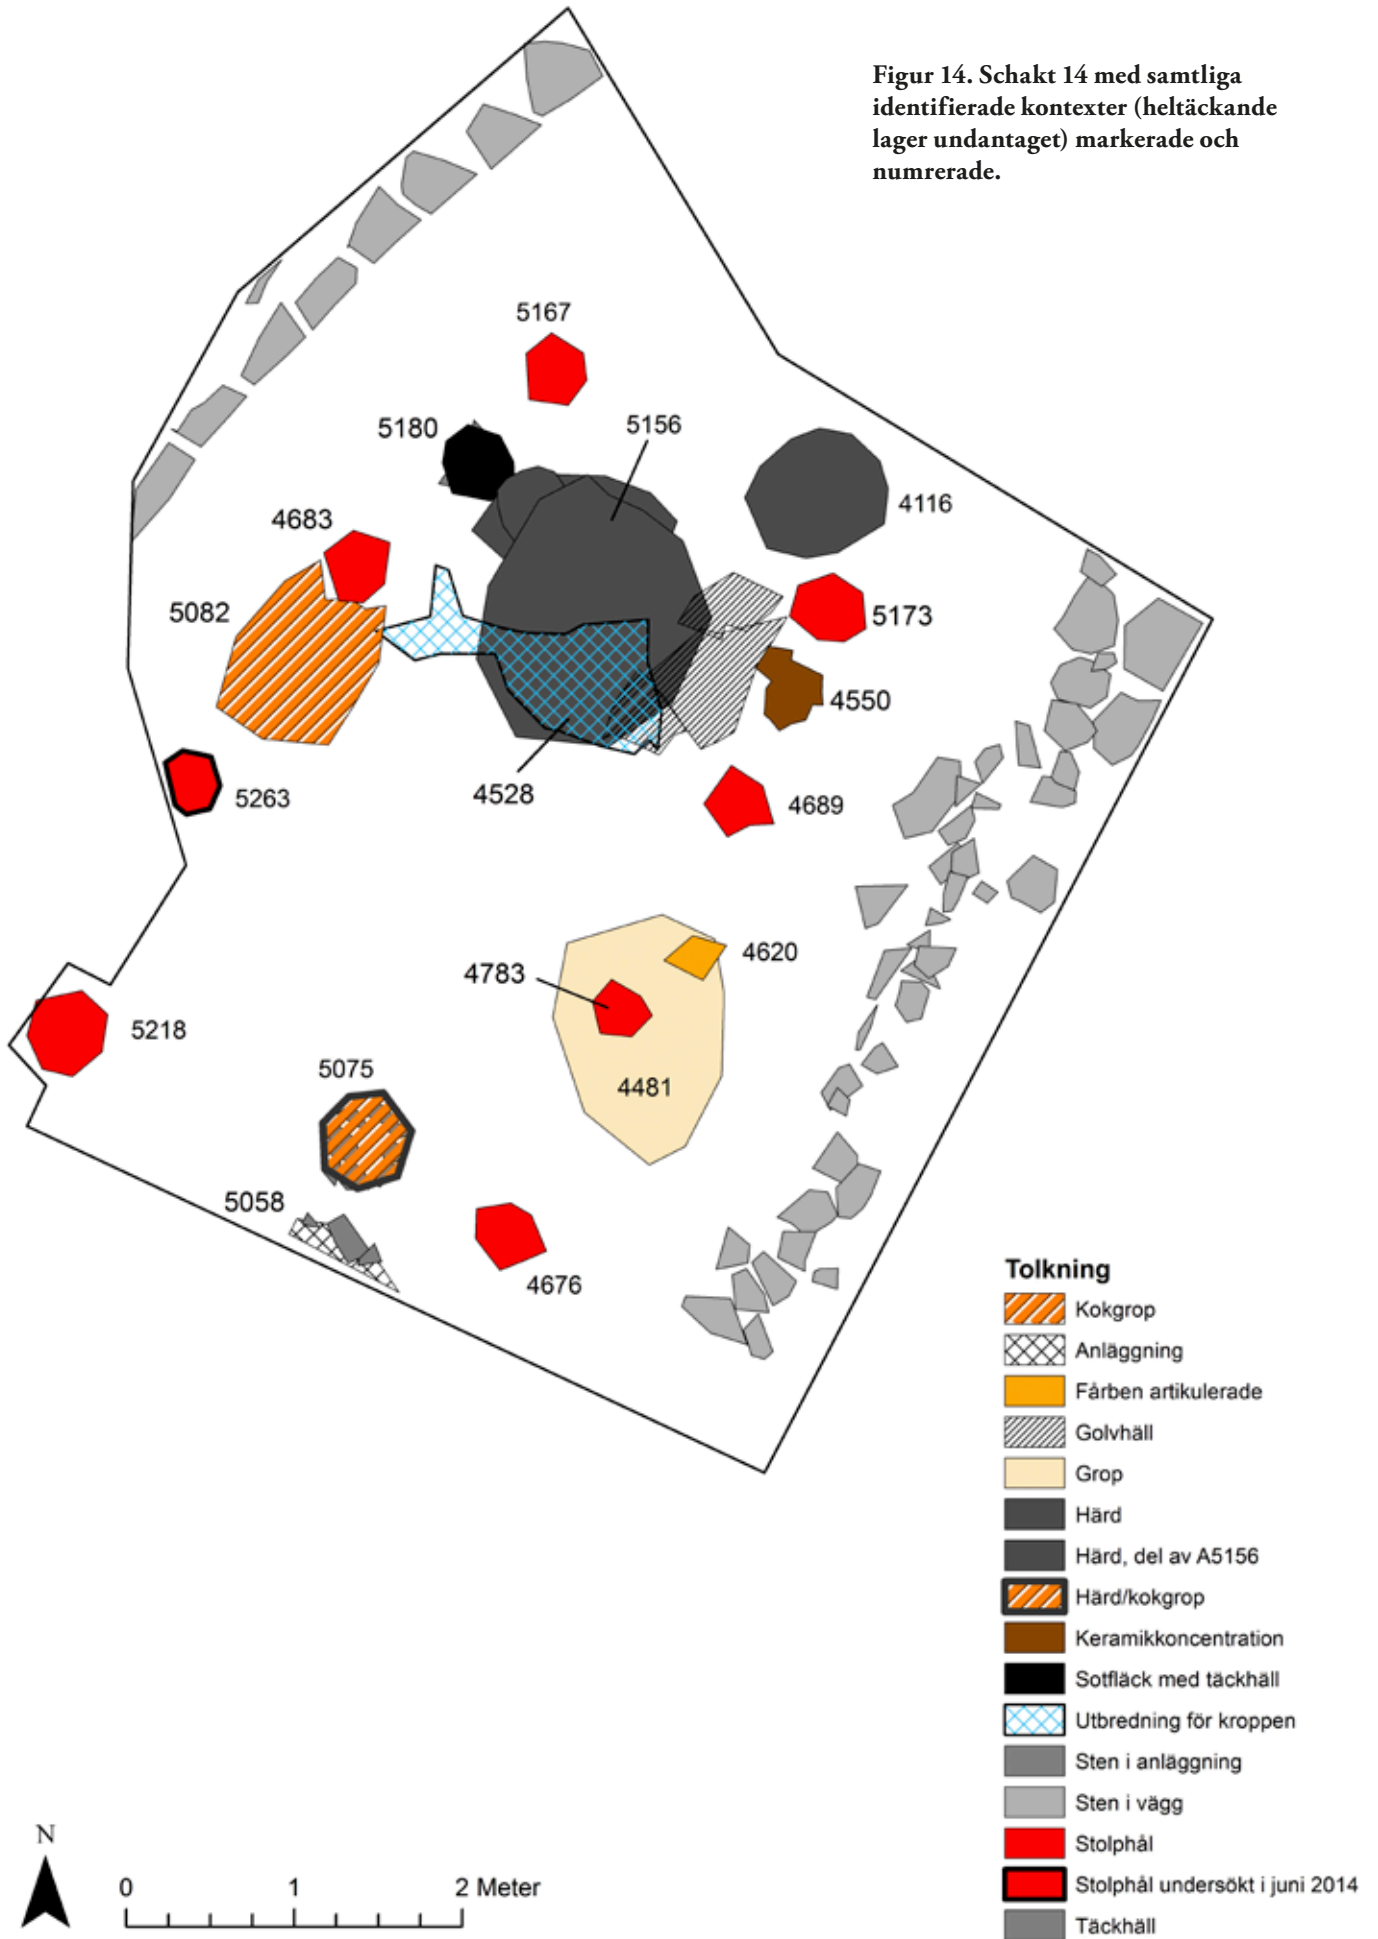 Figur 14. Schakt 14 med samtliga
identifierade kontexter (heltäckande
lager undantaget) markerade och
numrerade.
5167
5180
5156
4116
4683
5082
5173
4550
4528
5263
4689
4620
4783
5218
5075
4481
5058
4676
Tolkning
Kokgrop
Anläggning
Fårben artikulerade
Golvhäll
Grop
Härd
Härd, del av A5156
Härd/kokgrop
Keramikkoncentration
Sotfläck med täckhäll
Utbredning för kroppen
Sten i anläggning
Sten i vägg
Stolphål
Stolphål undersökt i juni 2014
Täckhäll
N
0 1 2 Meter